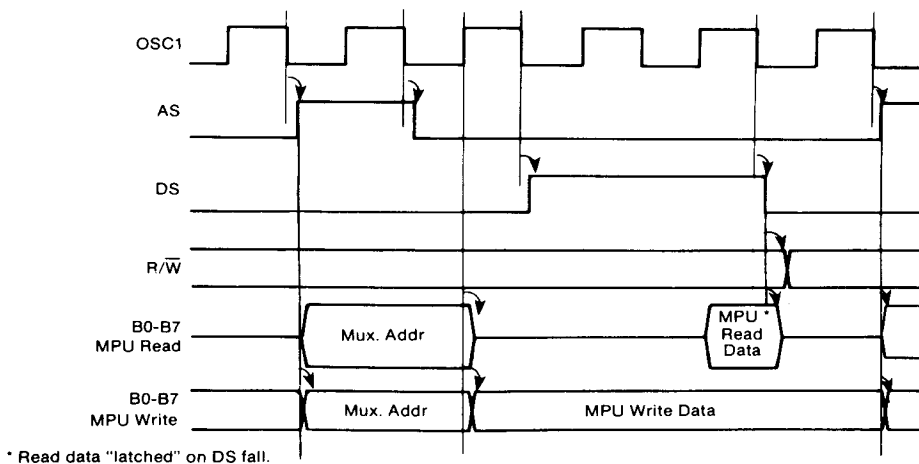 OSC1
AS
DS
R/W̅
B0-B7
MPU Read
Mux. Addr
MPU *
Read
Data
B0-B7
MPU Write
Mux. Addr
MPU Write Data
* Read data "latched" on DS fall.